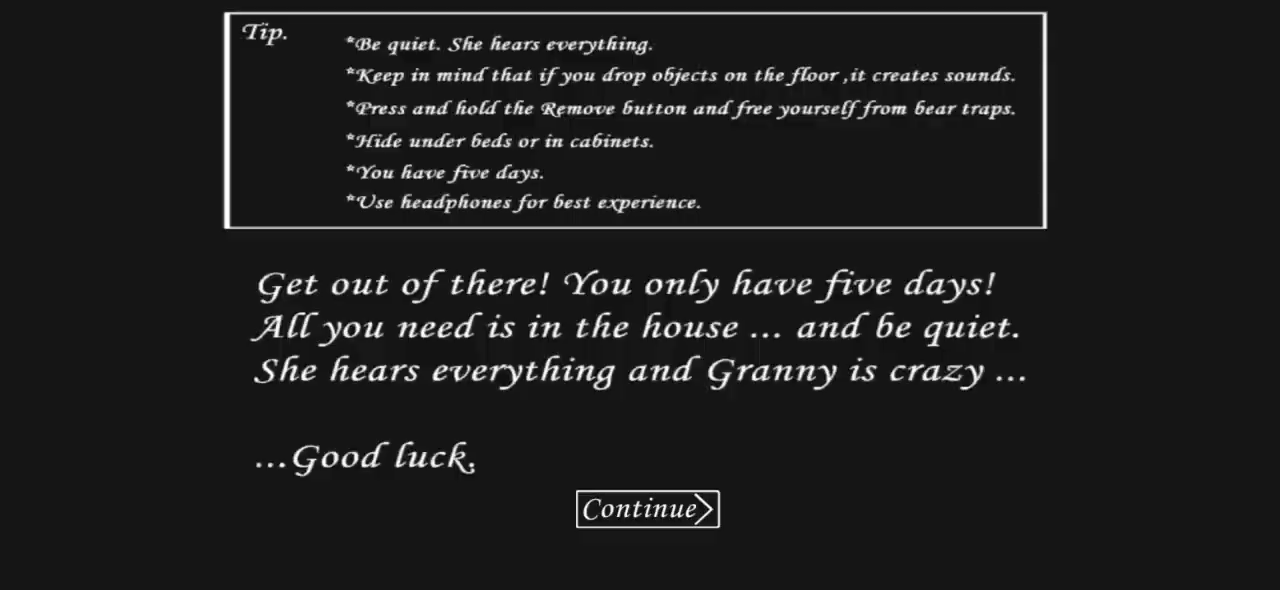 Tip.
*Be quiet. She hears everything.
*Keep in mind that if you drop objects on the floor ,it creates sounds.
*Press and hold the Remove button and free yourself from bear traps.
*Hide under beds or in cabinets.
*You have five days.
*Use headphones for best experience.
Get out of there! You only have five days!
All you need is in the house ... and be quiet.
She hears everything and Granny is crazy ...
...Good luck.
Continue>